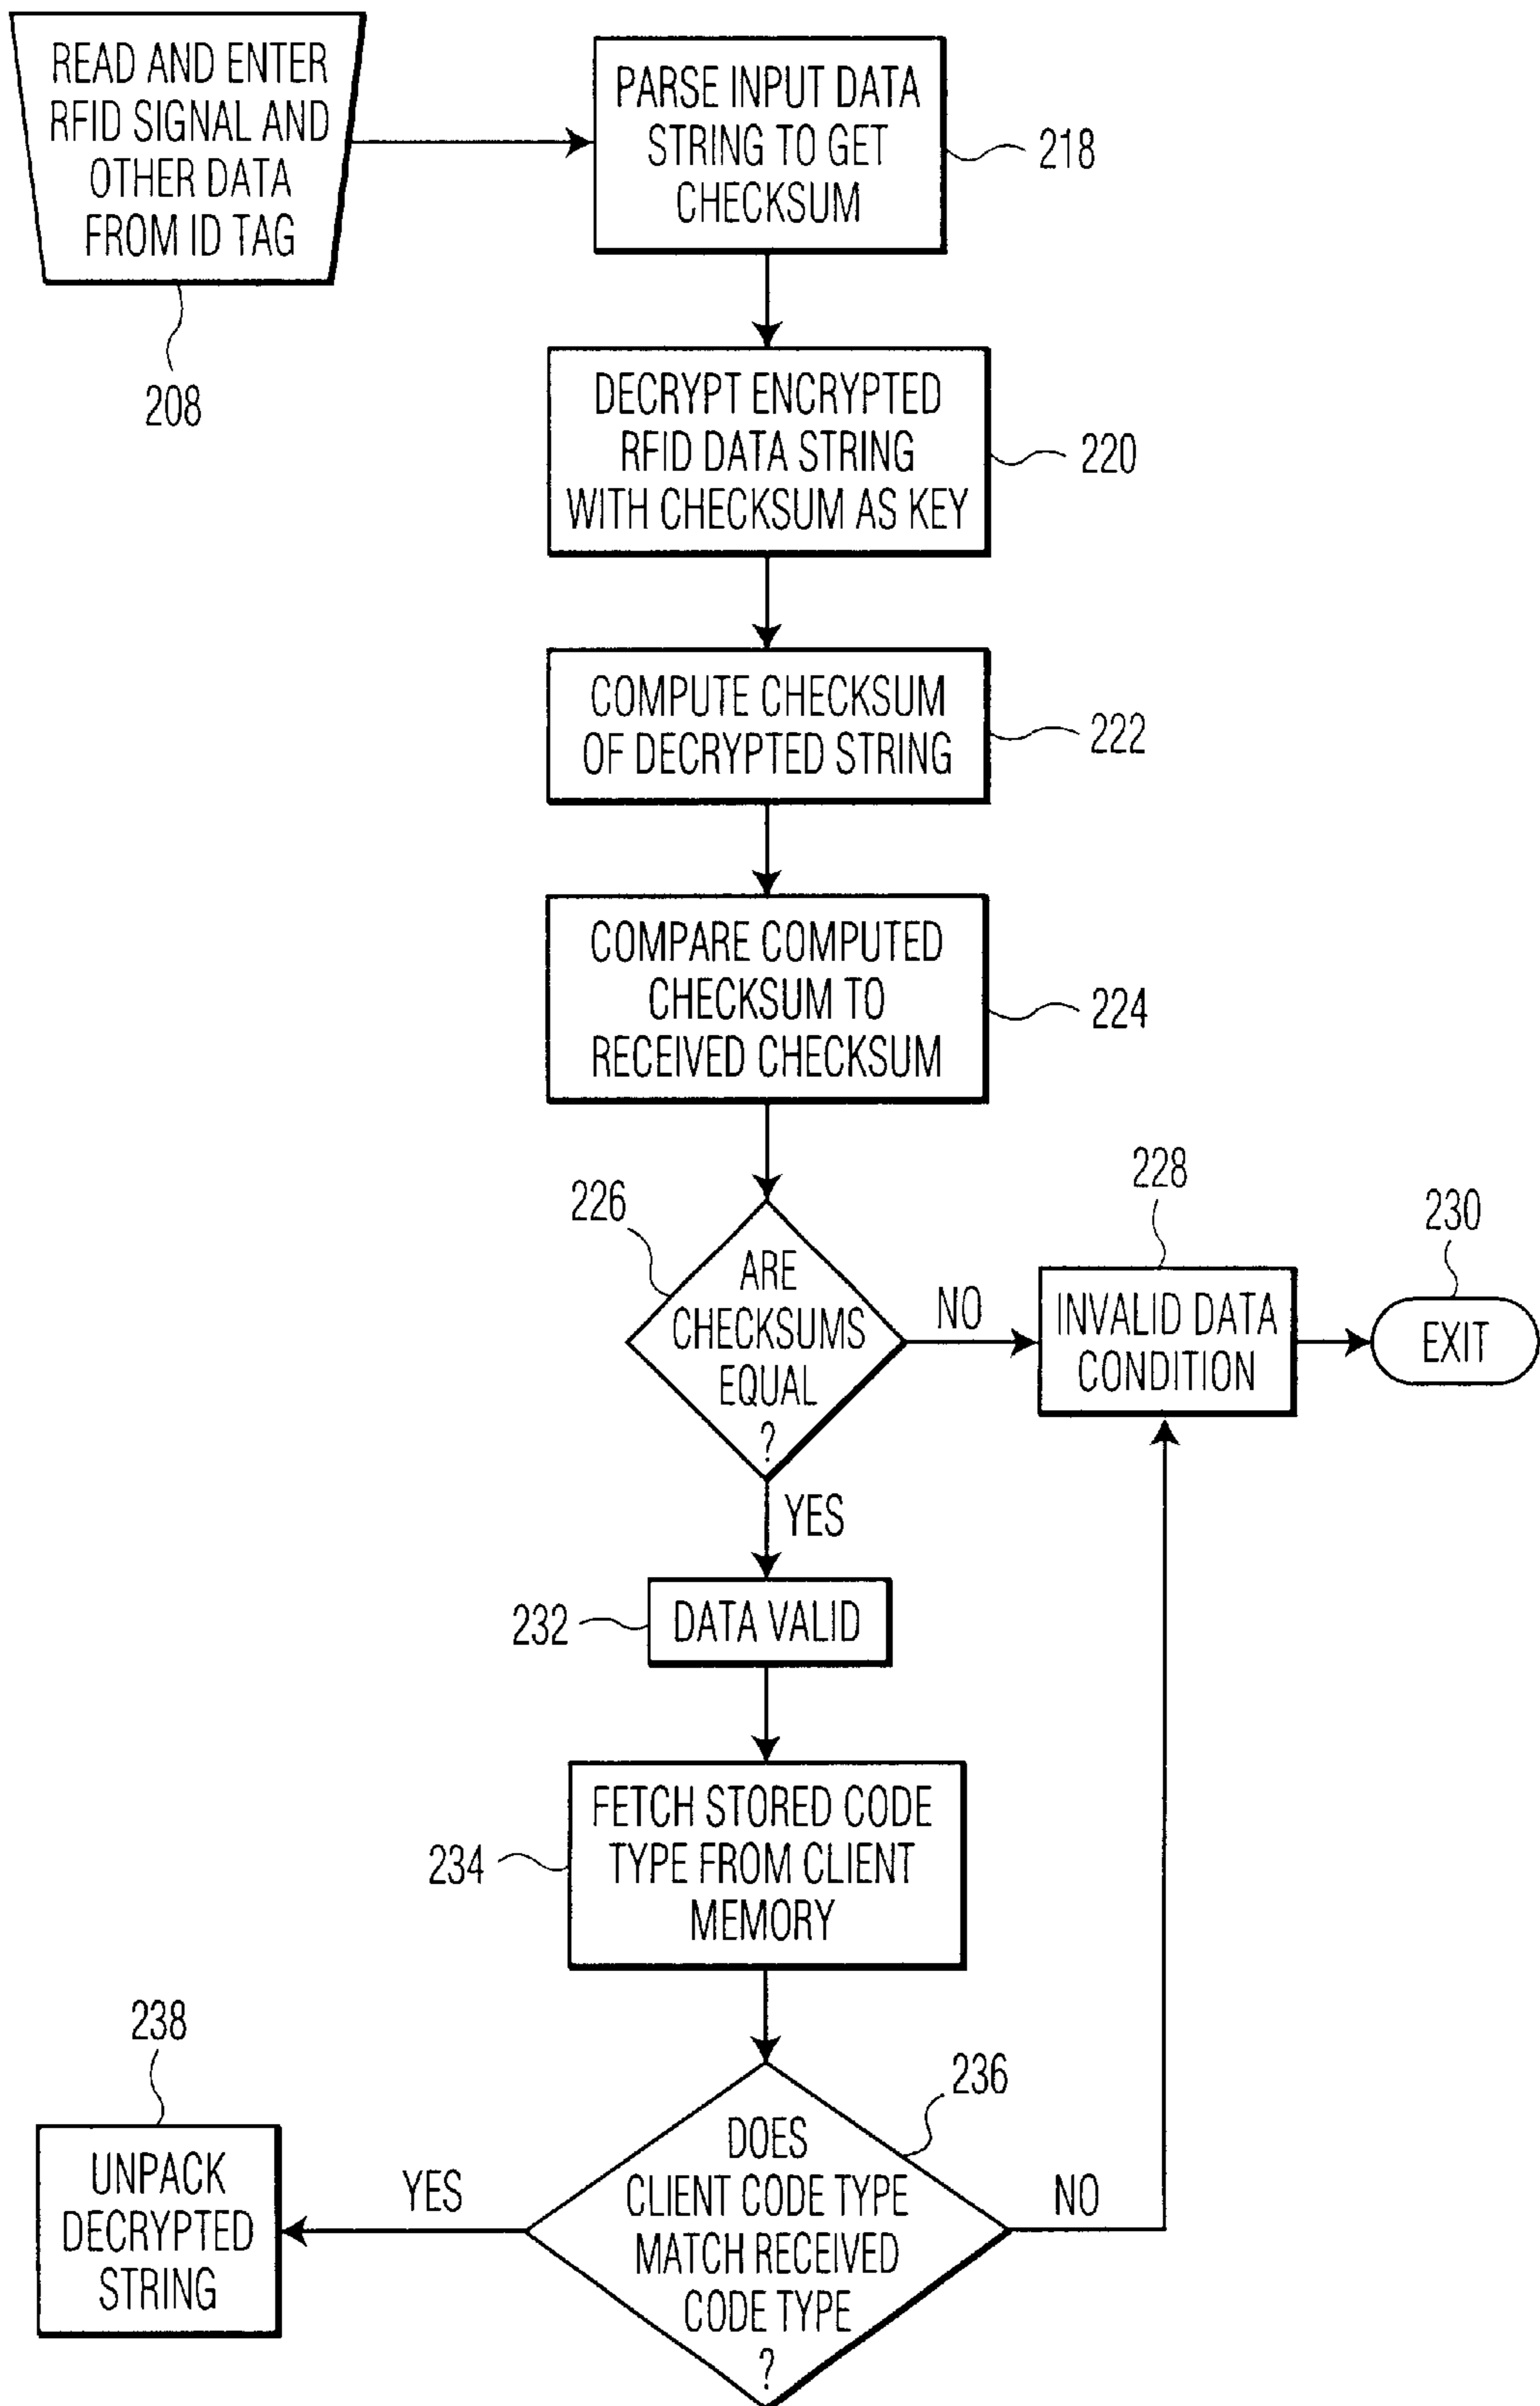 READ AND ENTER
RFID SIGNAL AND
OTHER DATA
FROM ID TAG
208
PARSE INPUT DATA
STRING TO GET
CHECKSUM
218
DECRYPT ENCRYPTED
RFID DATA STRING
WITH CHECKSUM AS KEY
220
COMPUTE CHECKSUM
OF DECRYPTED STRING
222
COMPARE COMPUTED
CHECKSUM TO
RECEIVED CHECKSUM
224
226
ARE
CHECKSUMS
EQUAL
?
NO
228
INVALID DATA
CONDITION
230
EXIT
YES
232
DATA VALID
234
FETCH STORED CODE
TYPE FROM CLIENT
MEMORY
236
DOES
CLIENT CODE TYPE
MATCH RECEIVED
CODE TYPE
?
NO
YES
238
UNPACK
DECRYPTED
STRING